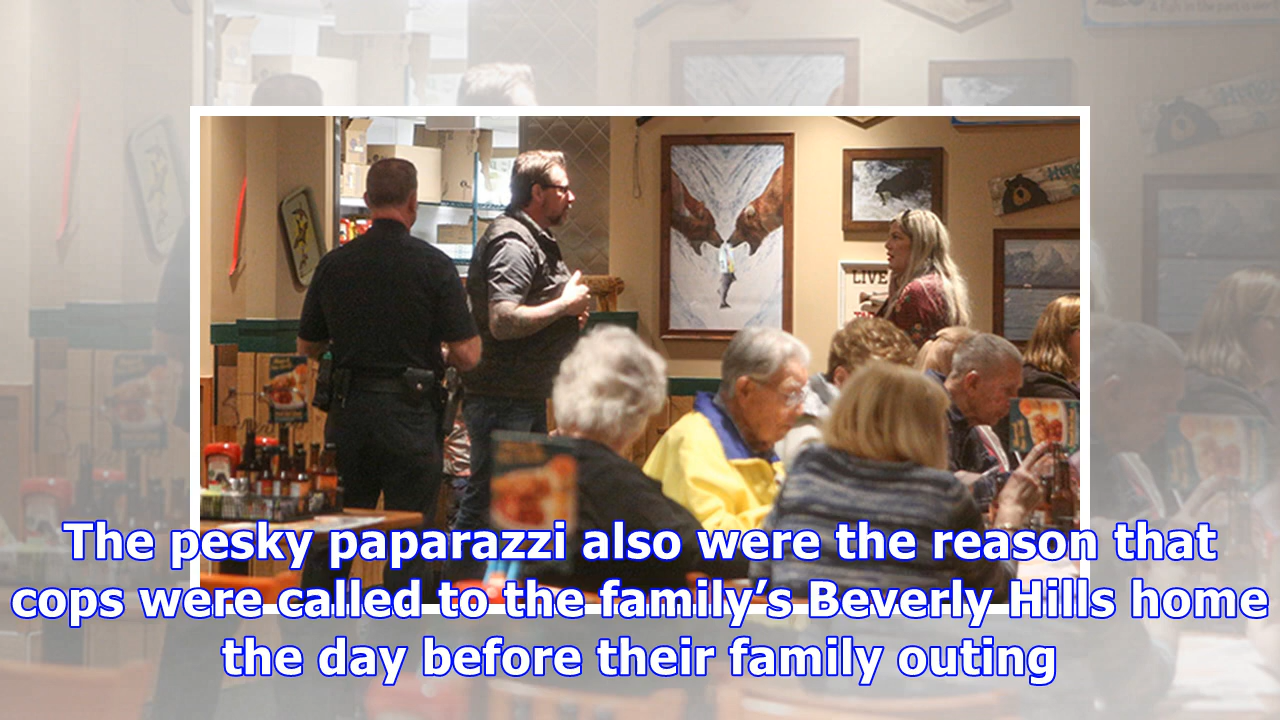 LIVE
The pesky paparazzi also were the reason that
cops were called to the family’s Beverly Hills home
the day before their family outing